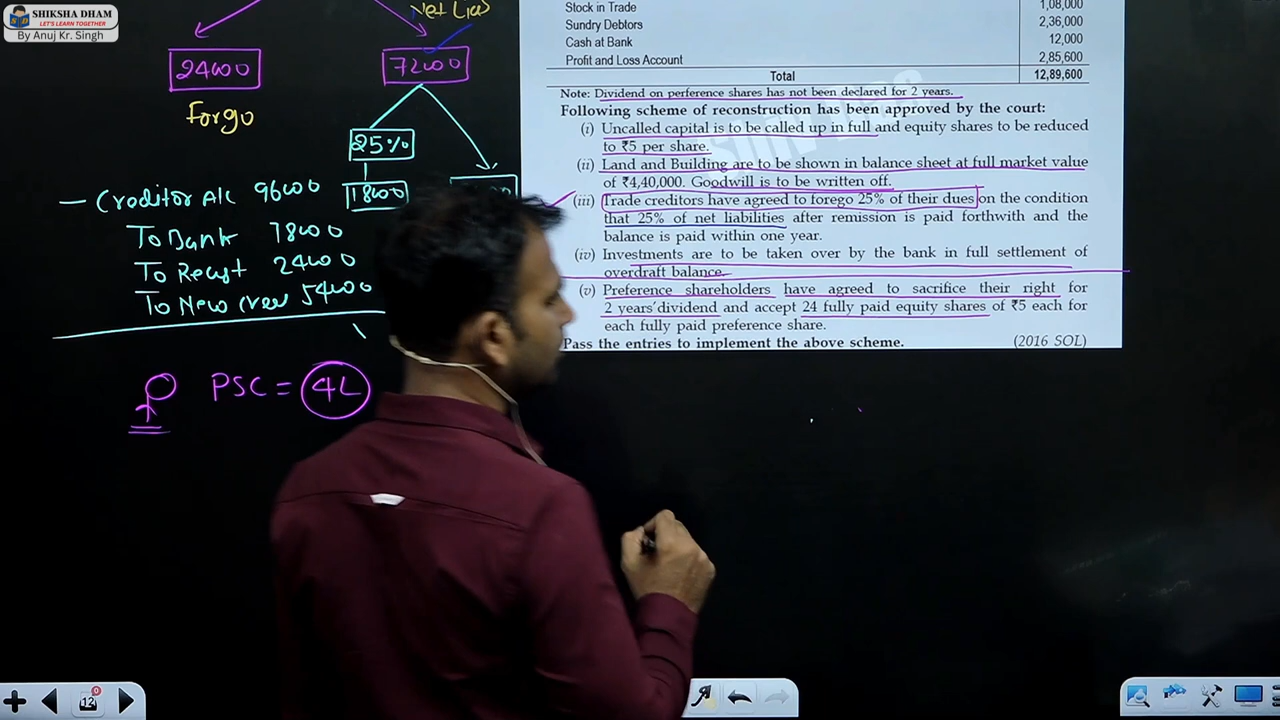 SHIKSHA DHAM
LET'S LEARN TOGETHER
By Anuj Kr. Singh
Net Lia
24000
72000
Forgo
25%
18000
— Creditor A/c 96000
To Bank 18000
To Recst 24000
To New Cred 54000
PSC = 4L
Stock in Trade 1,08,000
Sundry Debtors 2,36,000
Cash at Bank 12,000
Profit and Loss Account 2,85,600
Total 12,89,600
Note: Dividend on perference shares has not been declared for 2 years.
Following scheme of reconstruction has been approved by the court:
(i) Uncalled capital is to be called up in full and equity shares to be reduced
to ₹5 per share.
(ii) Land and Building are to be shown in balance sheet at full market value
of ₹4,40,000. Goodwill is to be written off.
(iii) Trade creditors have agreed to forego 25% of their dues on the condition
that 25% of net liabilities after remission is paid forthwith and the
balance is paid within one year.
(iv) Investments are to be taken over by the bank in full settlement of
overdraft balance.
(v) Preference shareholders have agreed to sacrifice their right for
2 years' dividend and accept 24 fully paid equity shares of ₹5 each for
each fully paid preference share.
Pass the entries to implement the above scheme. (2016 SOL)
12